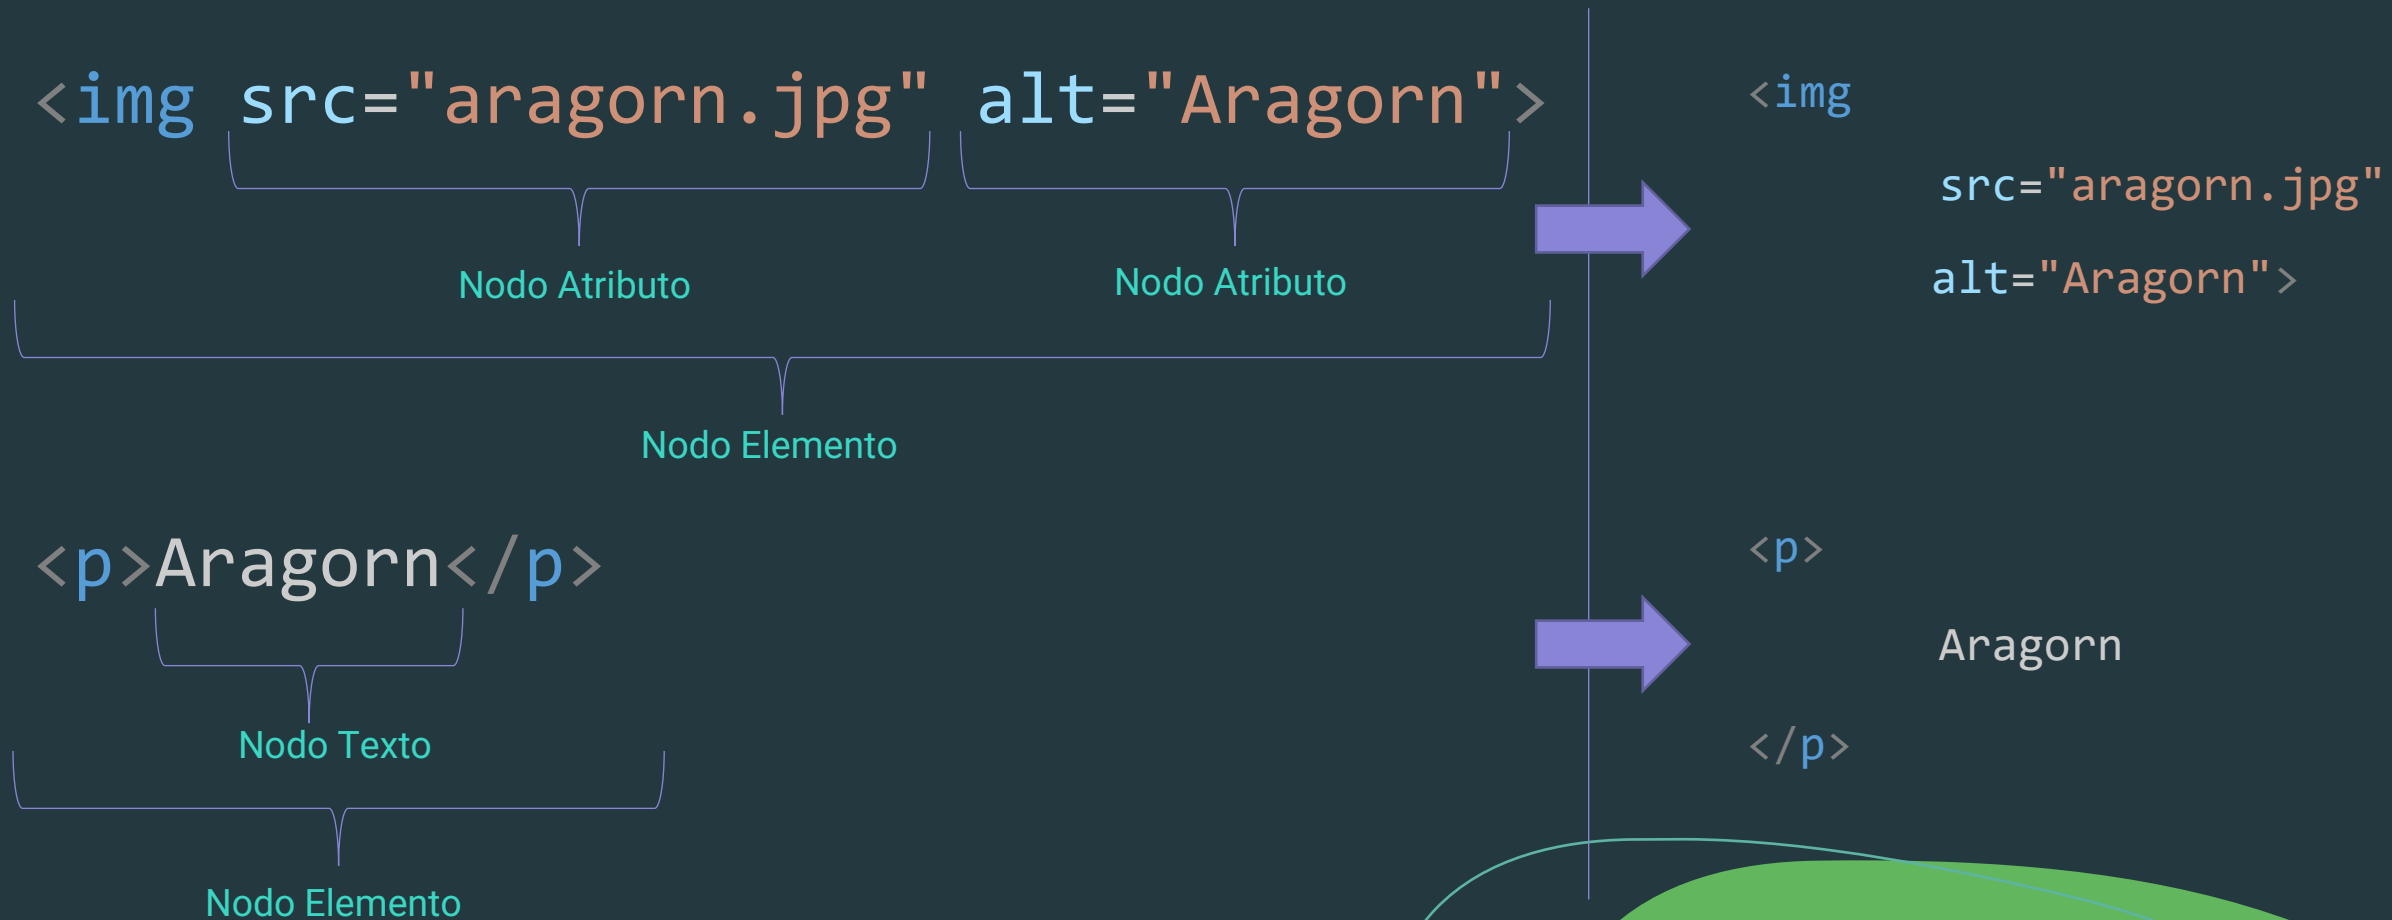 <img src="aragorn.jpg" alt="Aragorn">
Nodo Atributo
Nodo Atributo
Nodo Elemento
<p>Aragorn</p>
Nodo Texto
Nodo Elemento
<img
src="aragorn.jpg"
alt="Aragorn">
<p>
Aragorn
</p>